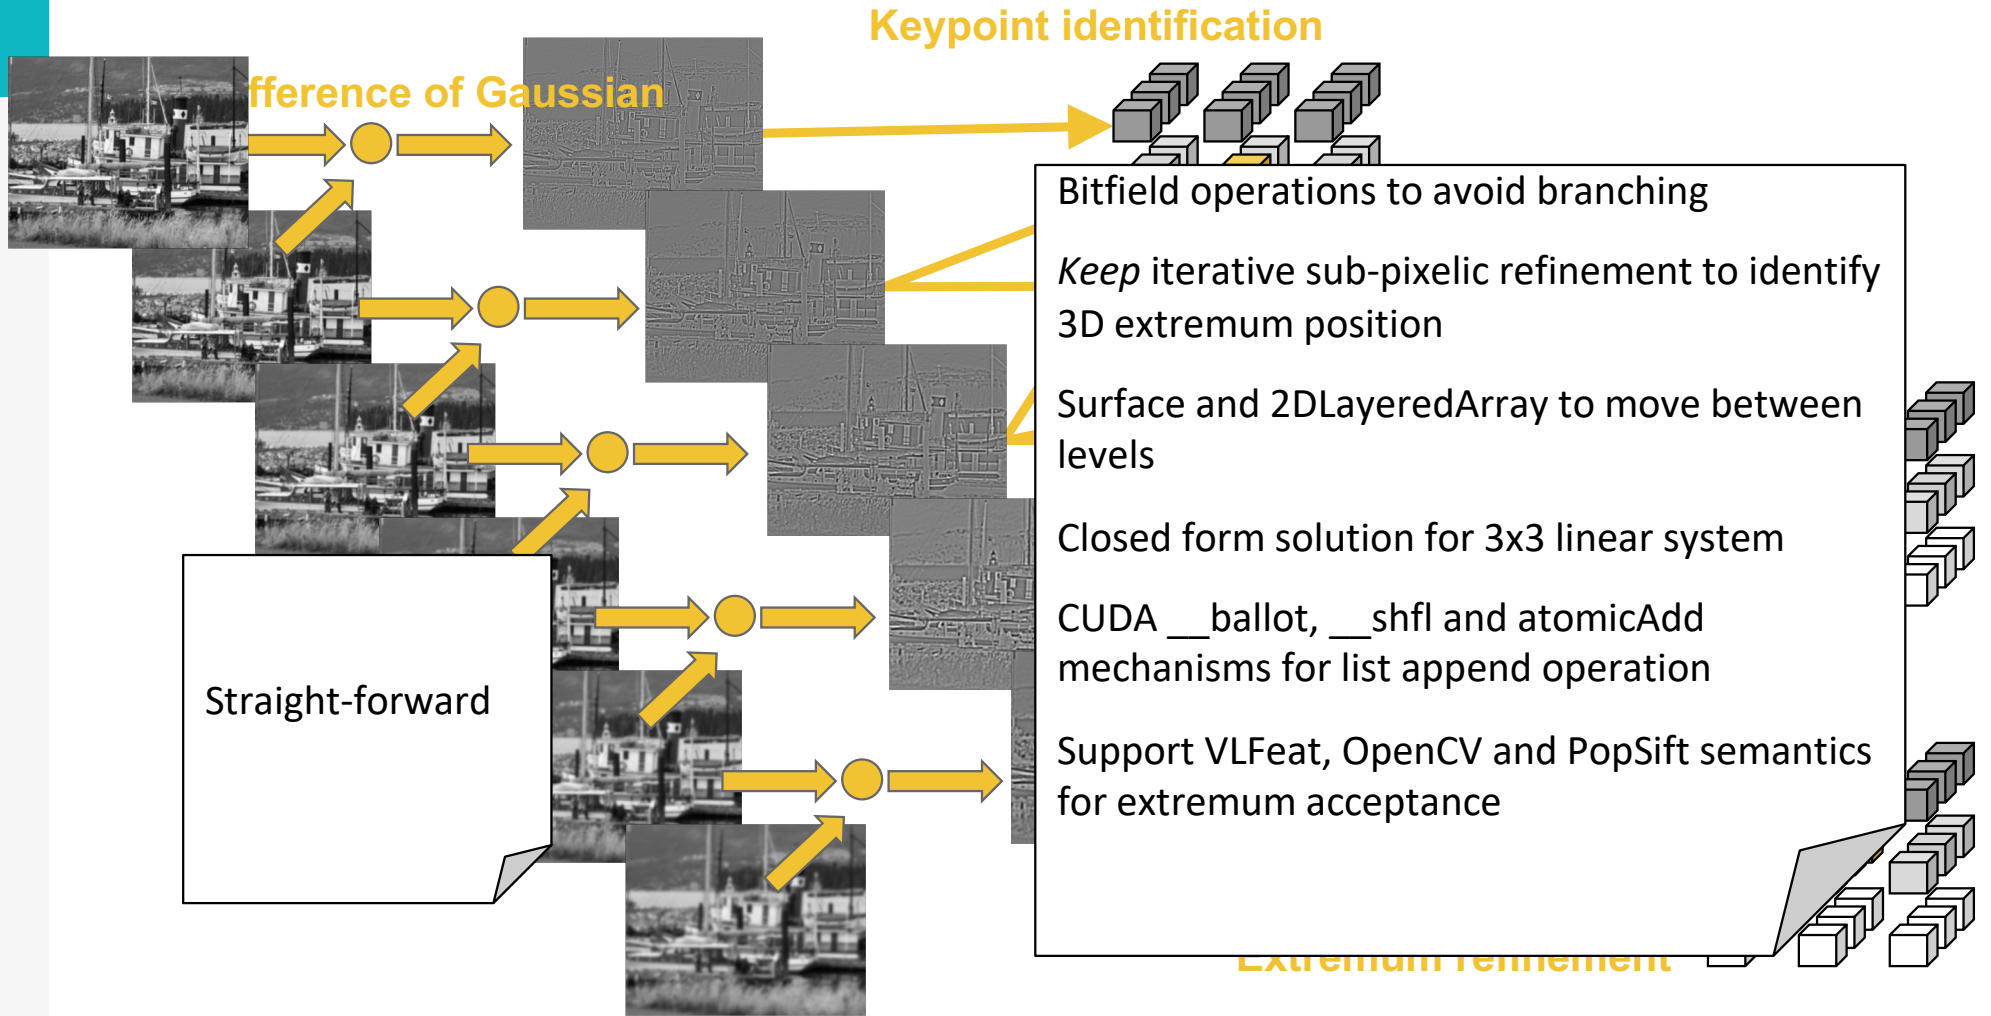 Keypoint identification
fference of Gaussian
Bitfield operations to avoid branching
Keep iterative sub-pixelic refinement to identify
3D extremum position
Surface and 2DLayeredArray to move between
levels
Closed form solution for 3x3 linear system
CUDA __ballot, __shfl and atomicAdd
mechanisms for list append operation
Straight-forward
Support VLFeat, OpenCV and PopSift semantics
for extremum acceptance
Extremum refinement